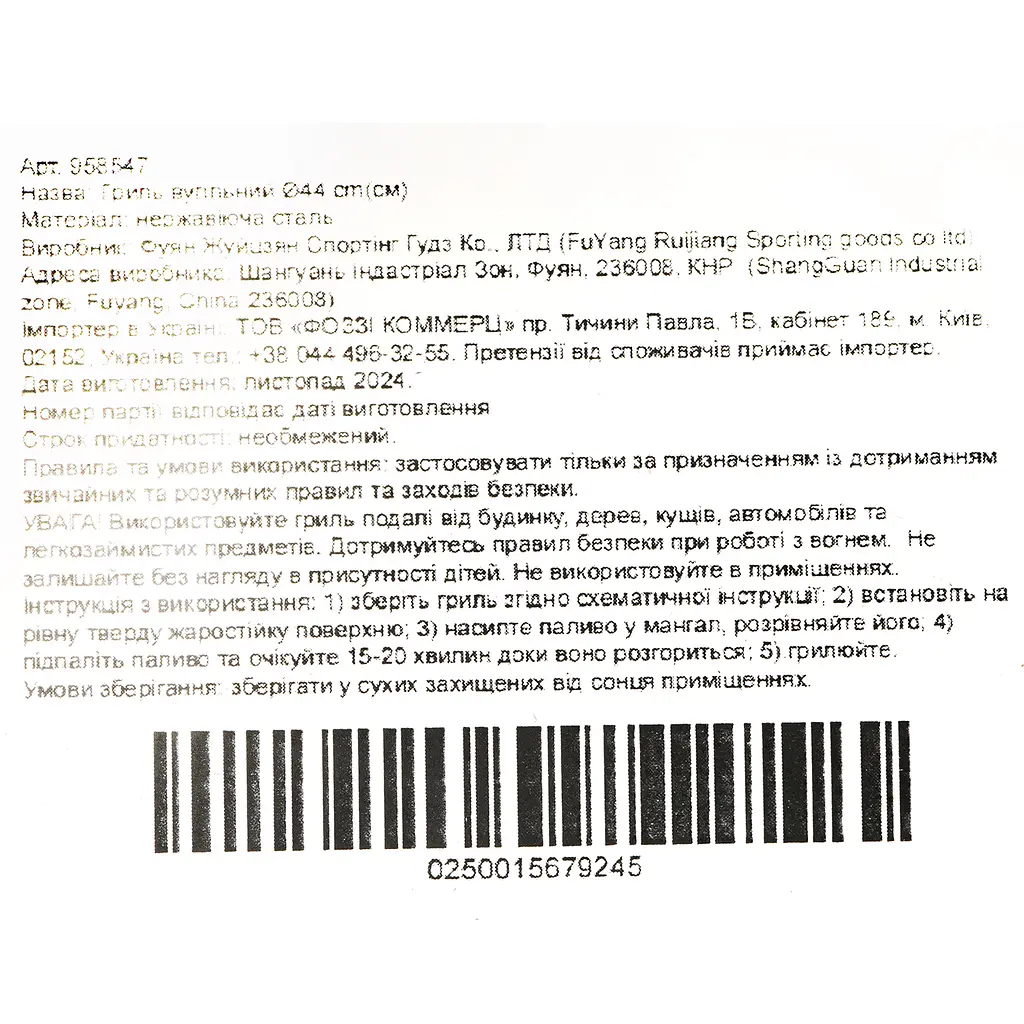 Арт. 958547
Назва: Гриль вугільний Ø44 cm(см)
Матеріал: нержавіюча сталь
Виробник: Фуян Жуйцзян Спортінг Гудз Ко., ЛТД (FuYang Ruijiang Sporting goods co ltd)
Адреса виробника: Шангуань Індастріал Зон, Фуян, 236008, КНР (ShangGuan Industrial
zone, Fuyang, China 236008)
Імпортер в Україні: ТОВ «ФОЗЗІ КОММЕРЦ» пр. Тичини Павла, 1В, кабінет 189, м. Київ,
02152, Україна тел.: +38 044 496-32-55. Претензії від споживачів приймає імпортер.
Дата виготовлення: листопад 2024.
Номер партії відповідає даті виготовлення
Строк придатності: необмежений.
Правила та умови використання: застосовувати тільки за призначенням із дотриманням
звичайних та розумних правил та заходів безпеки.
УВАГА! Використовуйте гриль подалі від будинку, дерев, кущів, автомобілів та
легкозаймистих предметів. Дотримуйтесь правил безпеки при роботі з вогнем. Не
залишайте без нагляду в присутності дітей. Не використовуйте в приміщеннях.
Інструкція з використання: 1) зберіть гриль згідно схематичної інструкції; 2) встановіть на
рівну тверду жаростійку поверхню; 3) насипте паливо у мангал, розрівняйте його; 4)
підпаліть паливо та очікуйте 15-20 хвилин доки воно розгориться; 5) грилюйте.
Умови зберігання: зберігати у сухих захищених від сонця приміщеннях.
0250015679245